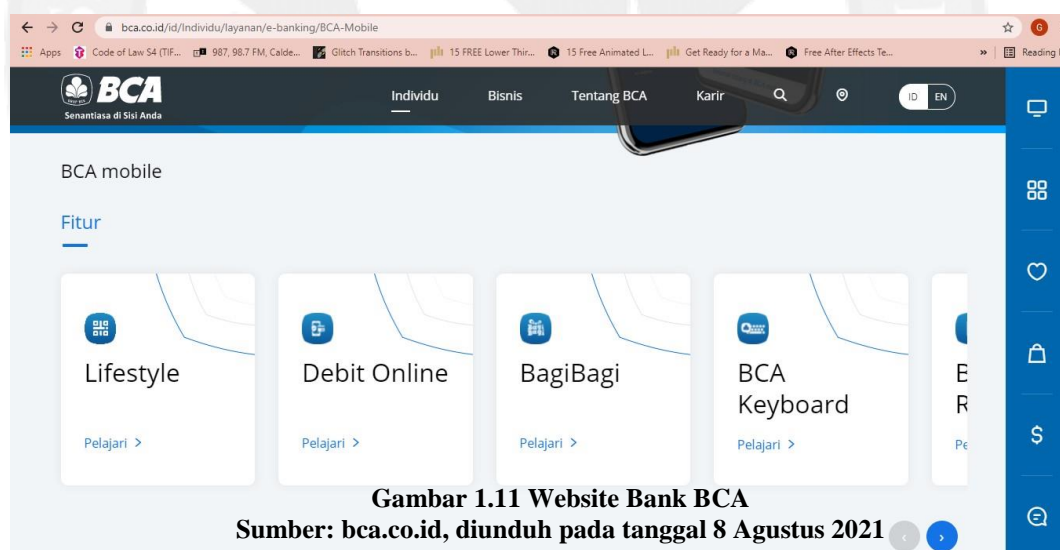 bca.co.id/id/Individu/layanan/e-banking/BCA-Mobile
G
Apps Code of Law S4 (TIF... 987, 98.7 FM, Calde... Glitch Transitions b... 15 FREE Lower Thir... 15 Free Animated L... Get Ready for a Ma... Free After Effects Te... » Reading
BCA
Senantiasa di Sisi Anda
Individu Bisnis Tentang BCA Karir ID EN
BCA mobile
Fitur
Lifestyle
Pelajari >
Debit Online
Pelajari >
BagiBagi
Pelajari >
BCA
Keyboard
Pelajari >
B
R
Pe
Gambar 1.11 Website Bank BCA
Sumber: bca.co.id, diunduh pada tanggal 8 Agustus 2021